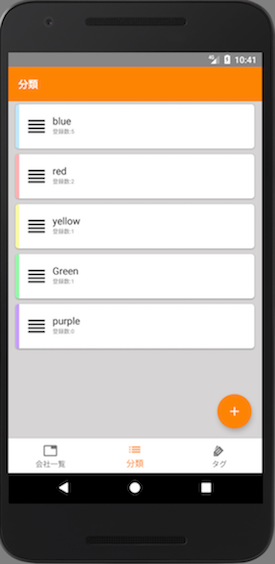 10:41
分類
blue
登録数:5
red
登録数:2
yellow
登録数:1
Green
登録数:1
purple
登録数:0
+
会社一覧
分類
タグ